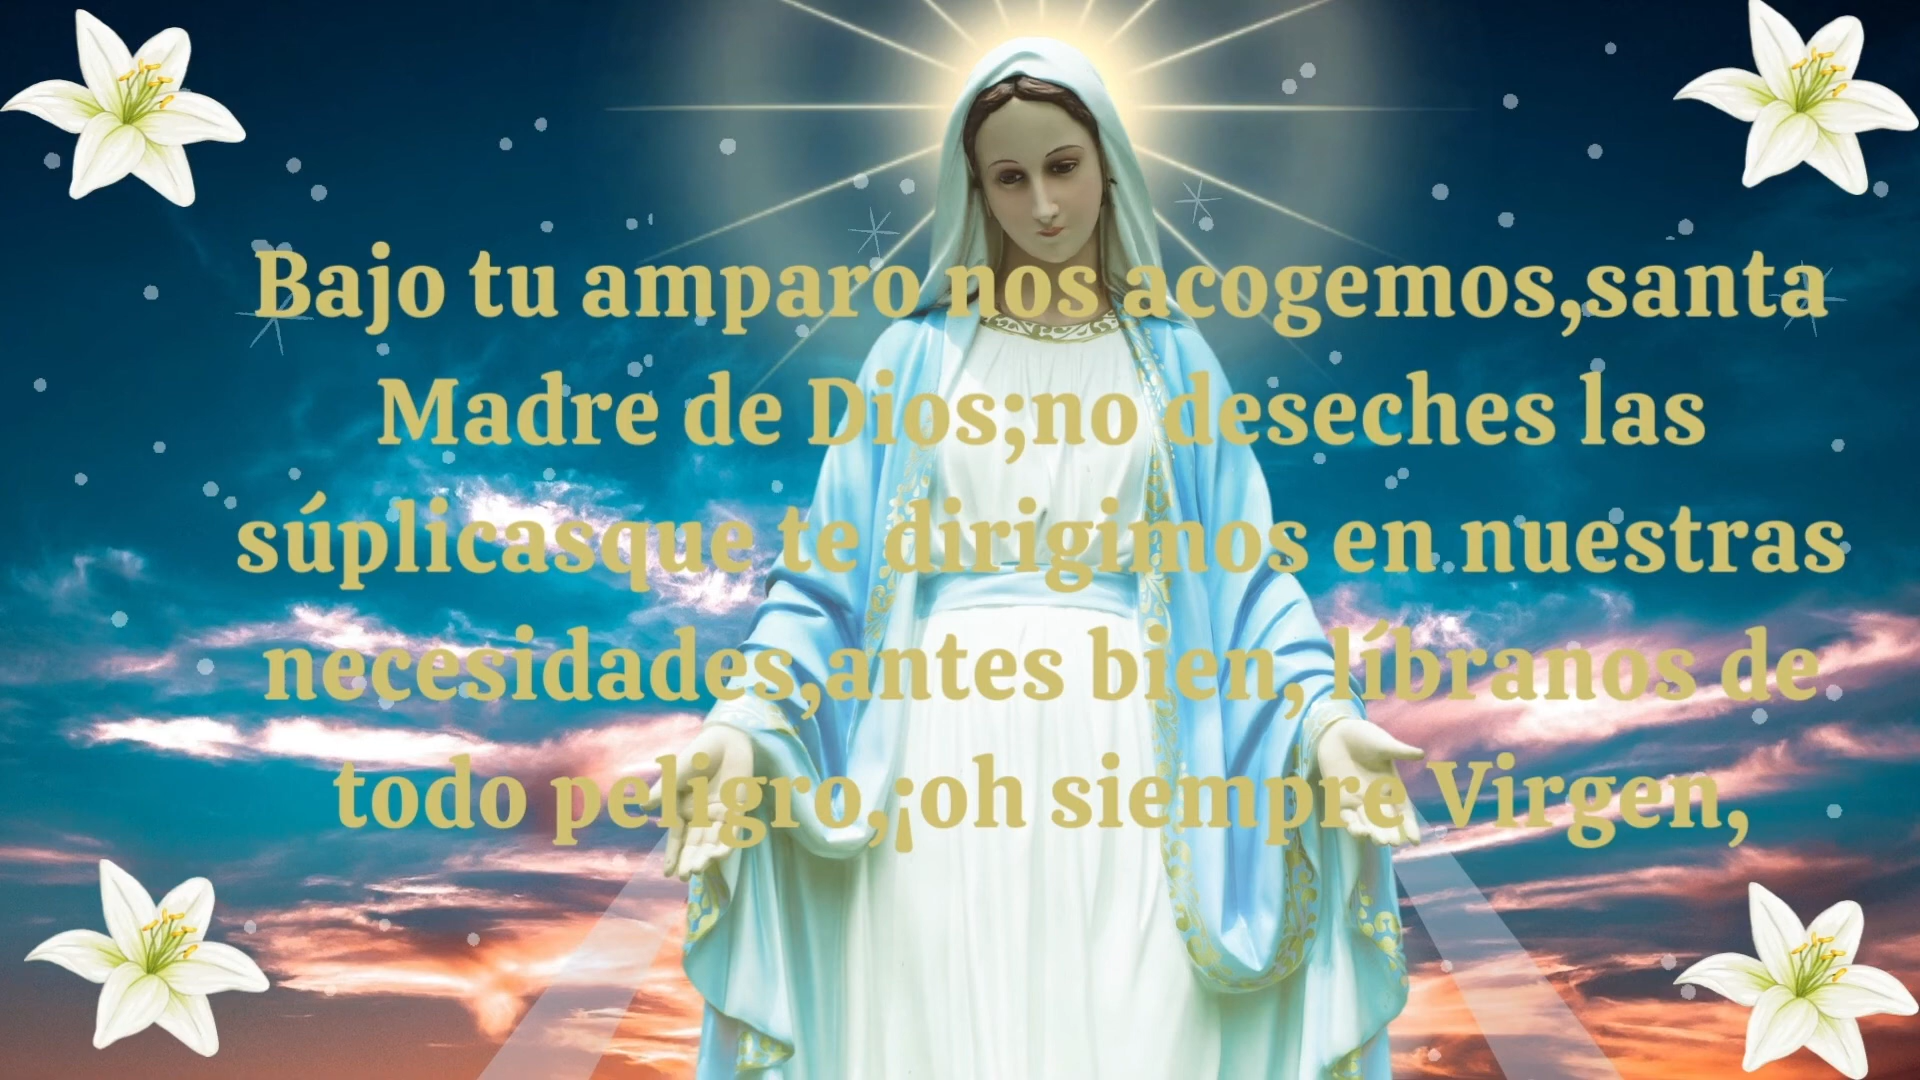 Bajo tu amparo nos acogemos,santa
Madre de Dios;no deseches las
súplicasque te dirigimos en nuestras
necesidades,antes bien, líbranos de
todo peligro,¡oh siempre Virgen,